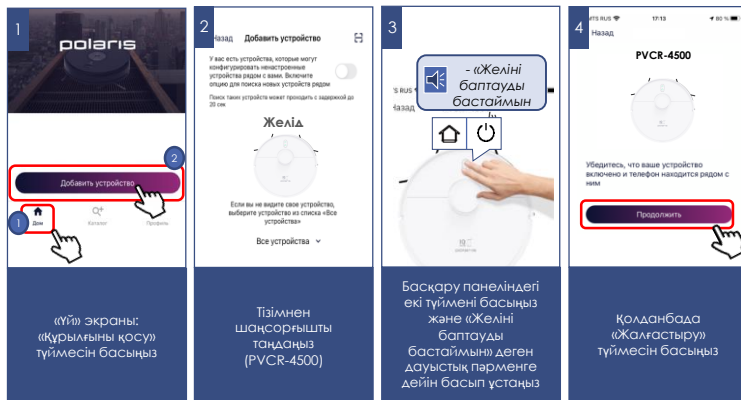 1
polaris
2
Добавить устройство
1
Дом
Каталог
Профиль
«Үй» экраны:
«Құрылғыны қосу»
түймесін басыңыз
2
Назад
Добавить устройство
У вас есть устройства, которые могут
конфигурировать ненастроенные
устройства рядом с вами. Включите
опцию для поиска новых устройств рядом
Поиск таких устройств может проходить с задержкой до
20 сек
Желід
Если вы не видите свое устройство,
выберите устройство из списка «Все
устройства»
Все устройства
Тізімнен
шаңсорғышты
таңдаңыз
(PVCR-4500)
3
- «Желіні
баптауды
бастаймын
'S RUS
Назад
Басқару панеліндегі
екі түймені басыңыз
және «Желіні
баптауды
бастаймын» деген
дауыстық пәрменге
дейін басып ұстаңыз
4
MTS RUS
17:13
80 %
Назад
PVCR-4500
Убедитесь, что ваше устройство
включено и телефон находится рядом с
ним
Продолжить
Қолданбада
«Жалғастыру»
түймесін басыңыз